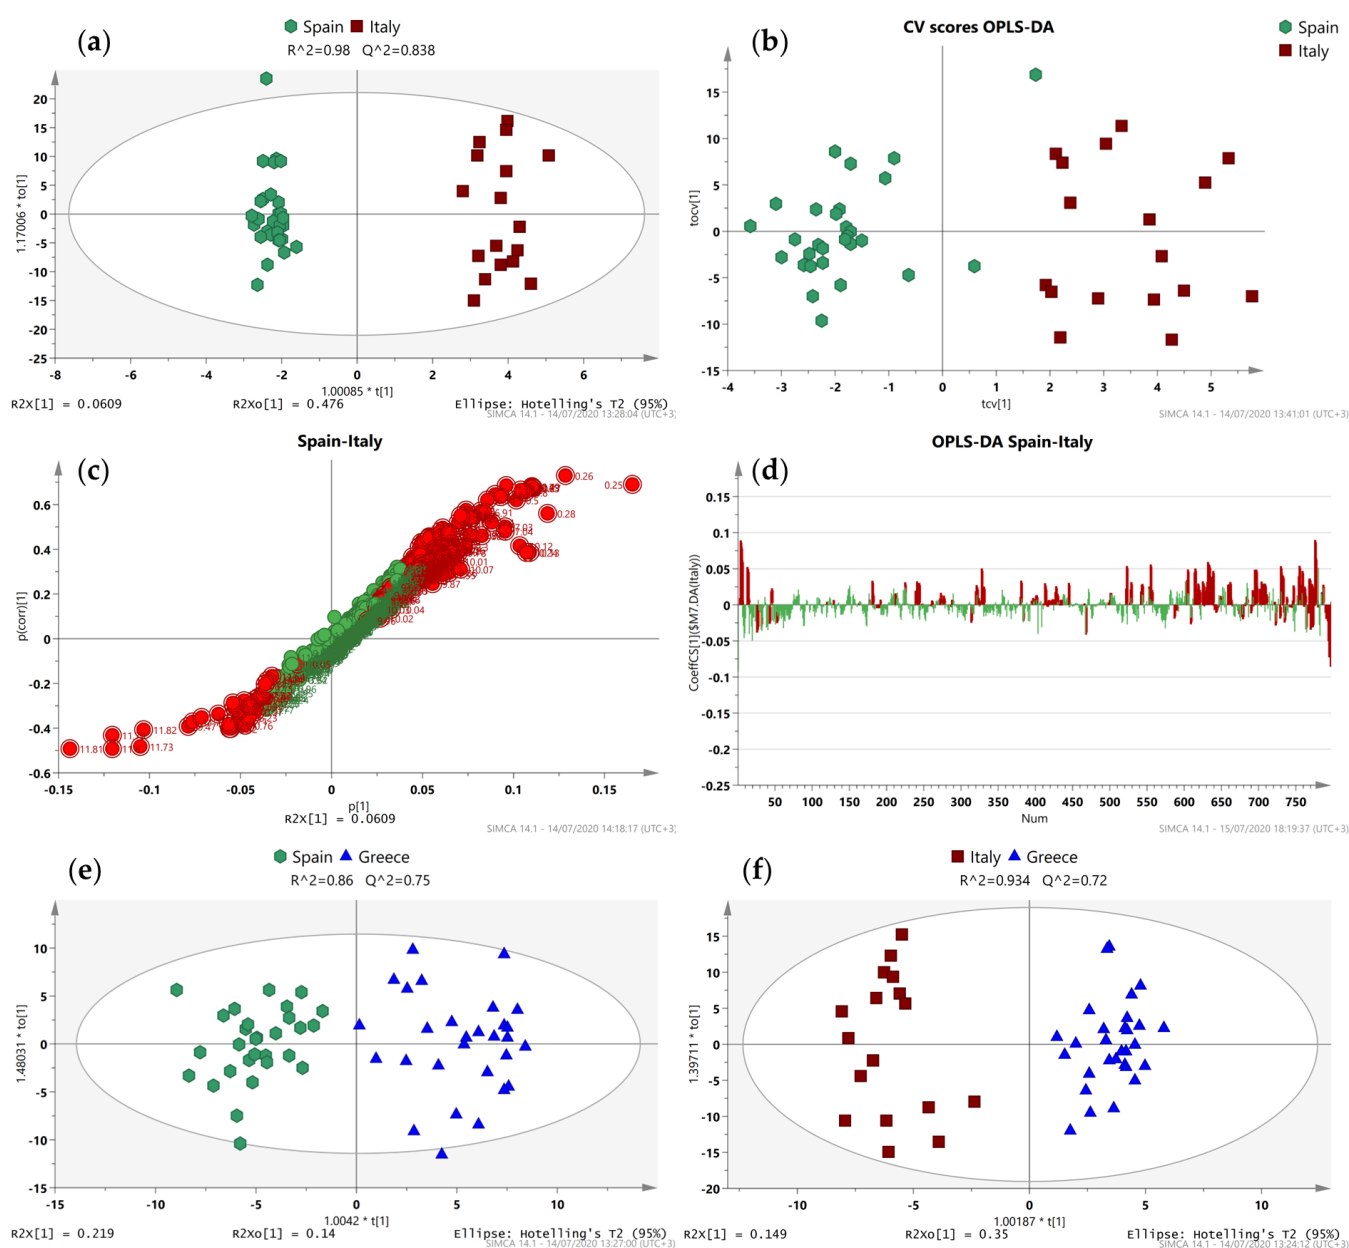 (a)
Spain Italy
R^2=0.98 Q^2=0.838
20
15
10
5
0
-5
-10
-15
-20
-25
1.17006 * to[1]
-8 -6 -4 -2 0 2 4 6
1.00085 * t[1]
R2X[1] = 0.0609 R2Xo[1] = 0.476 Ellipse: Hotelling's T2 (95%)
SIMCA 14.1 - 14/07/2020 13:28:04 (UTC+3)
(b)
CV scores OPLS-DA
Spain
Italy
15
10
5
0
-5
-10
-15
tocv[1]
-4 -3 -2 -1 0 1 2 3 4 5
tcv[1]
SIMCA 14.1 - 14/07/2020 13:41:01 (UTC+3)
Spain-Italy
(c)
0.6
0.4
0.2
0
-0.2
-0.4
-0.6
p(corr)[1]
0.26
0.25
0.28
11.82
11.81
11.73
-0.15 -0.1 -0.05 0 0.05 0.1 0.15
p[1]
R2X[1] = 0.0609
SIMCA 14.1 - 14/07/2020 14:18:17 (UTC+3)
OPLS-DA Spain-Italy
(d)
0.15
0.1
0.05
0
-0.05
-0.1
-0.15
-0.2
-0.25
CoeffCS[1]($M7.DA(Italy))
50 100 150 200 250 300 350 400 450 500 550 600 650 700 750
Num
SIMCA 14.1 - 15/07/2020 18:19:37 (UTC+3)
(e)
Spain Greece
R^2=0.86 Q^2=0.75
10
5
0
-5
-10
-15
1.48031 * to[1]
-15 -10 -5 0 5 10
1.0042 * t[1]
R2X[1] = 0.219 R2Xo[1] = 0.14 Ellipse: Hotelling's T2 (95%)
SIMCA 14.1 - 14/07/2020 13:27:00 (UTC+3)
(f)
Italy Greece
R^2=0.934 Q^2=0.72
15
10
5
0
-5
-10
-15
-20
1.39711 * to[1]
-10 -5 0 5 10
1.00187 * t[1]
R2X[1] = 0.149 R2Xo[1] = 0.35 Ellipse: Hotelling's T2 (95%)
SIMCA 14.1 - 14/07/2020 13:24:12 (UTC+3)